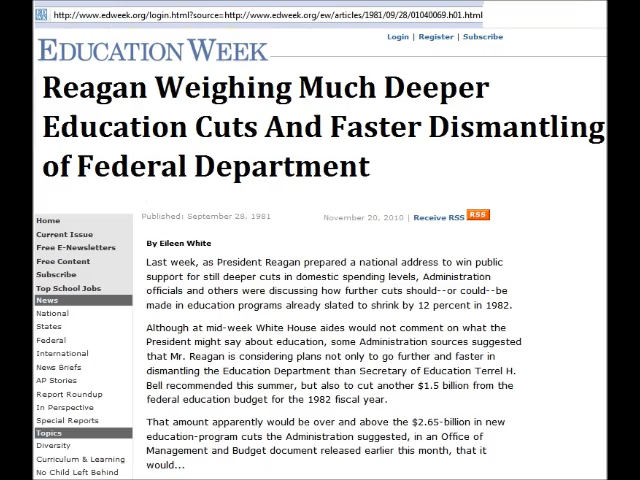 http://www.edweek.org/login.html?source=http://www.edweek.org/ew/articles/1981/09/28/01040069.h01.html
Login | Register | Subscribe
EDUCATION WEEK
Reagan Weighing Much Deeper
Education Cuts And Faster Dismantling
of Federal Department
Published: September 28, 1981
November 20, 2010 | Receive RSS RSS
Home
Current Issue
Free E-Newsletters
Free Content
Subscribe
Top School Jobs
News
National
States
Federal
International
News Briefs
AP Stories
Report Roundup
In Perspective
Special Reports
Topics
Diversity
Curriculum & Learning
No Child Left Behind
By Eileen White
Last week, as President Reagan prepared a national address to win public
support for still deeper cuts in domestic spending levels, Administration
officials and others were discussing how further cuts should--or could--be
made in education programs already slated to shrink by 12 percent in 1982.
Although at mid-week White House aides would not comment on what the
President might say about education, some Administration sources suggested
that Mr. Reagan is considering plans not only to go further and faster in
dismantling the Education Department than Secretary of Education Terrel H.
Bell recommended this summer, but also to cut another $1.5 billion from the
federal education budget for the 1982 fiscal year.
That amount apparently would be over and above the $2.65-billion in new
education-program cuts the Administration suggested, in an Office of
Management and Budget document released earlier this month, that it
would...